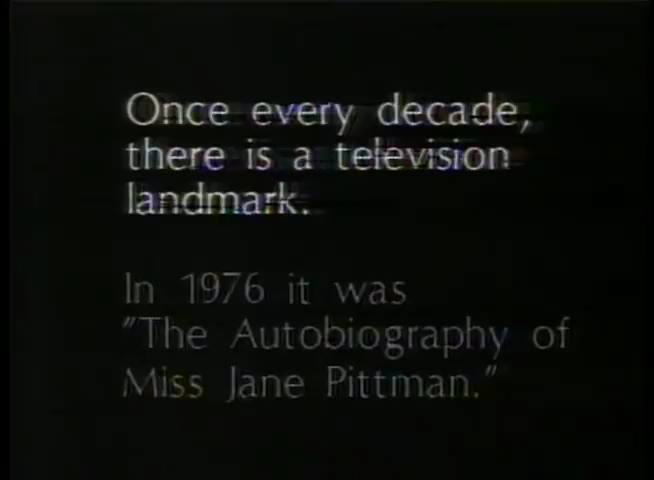 Once every decade,
there is a television
landmark.
In 1976 it was
"The Autobiography of
Miss Jane Pittman."